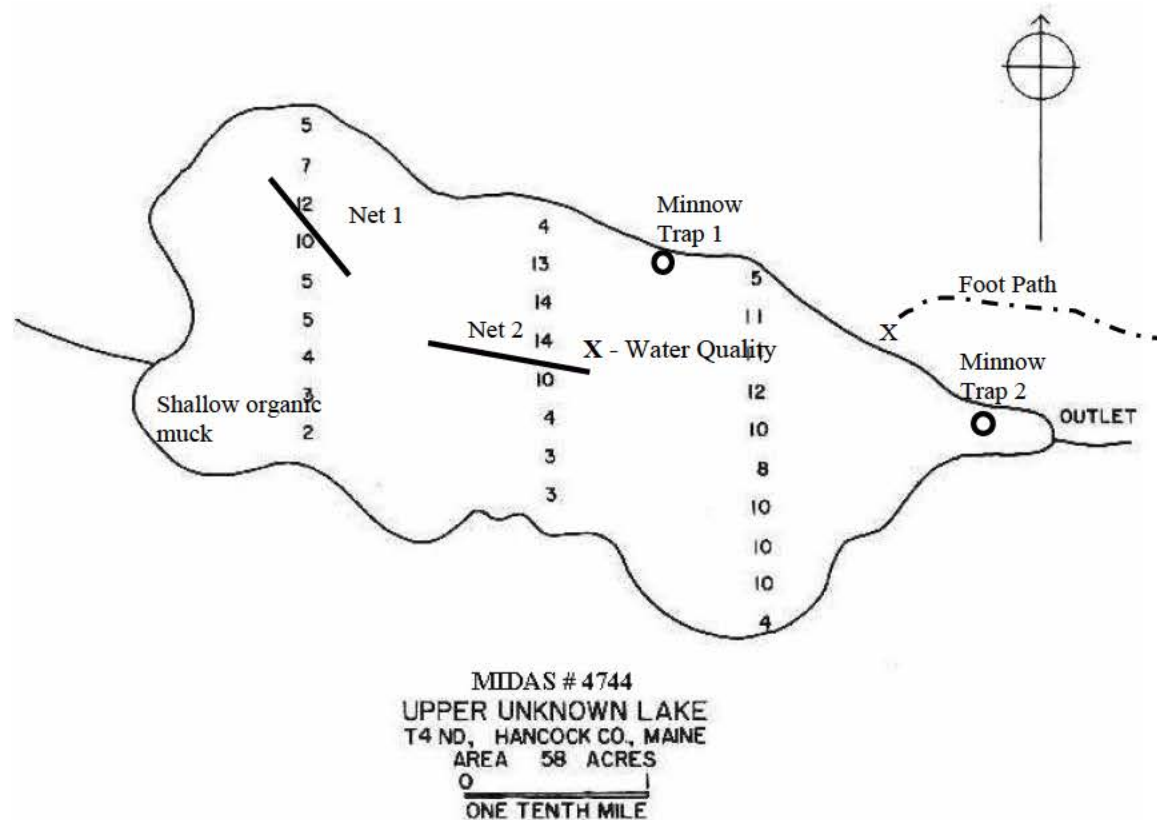 5
7
12
Net 1
10
5
5
4
3
2
Shallow organic
muck
4
13
14
Net 2
14
10
4
3
3
Minnow
Trap 1
X - Water Quality
5
11
12
10
8
10
10
10
4
Foot Path
X
Minnow
Trap 2
OUTLET
MIDAS # 4744
UPPER UNKNOWN LAKE
T4 ND, HANCOCK CO., MAINE
AREA 58 ACRES
0 1
ONE TENTH MILE